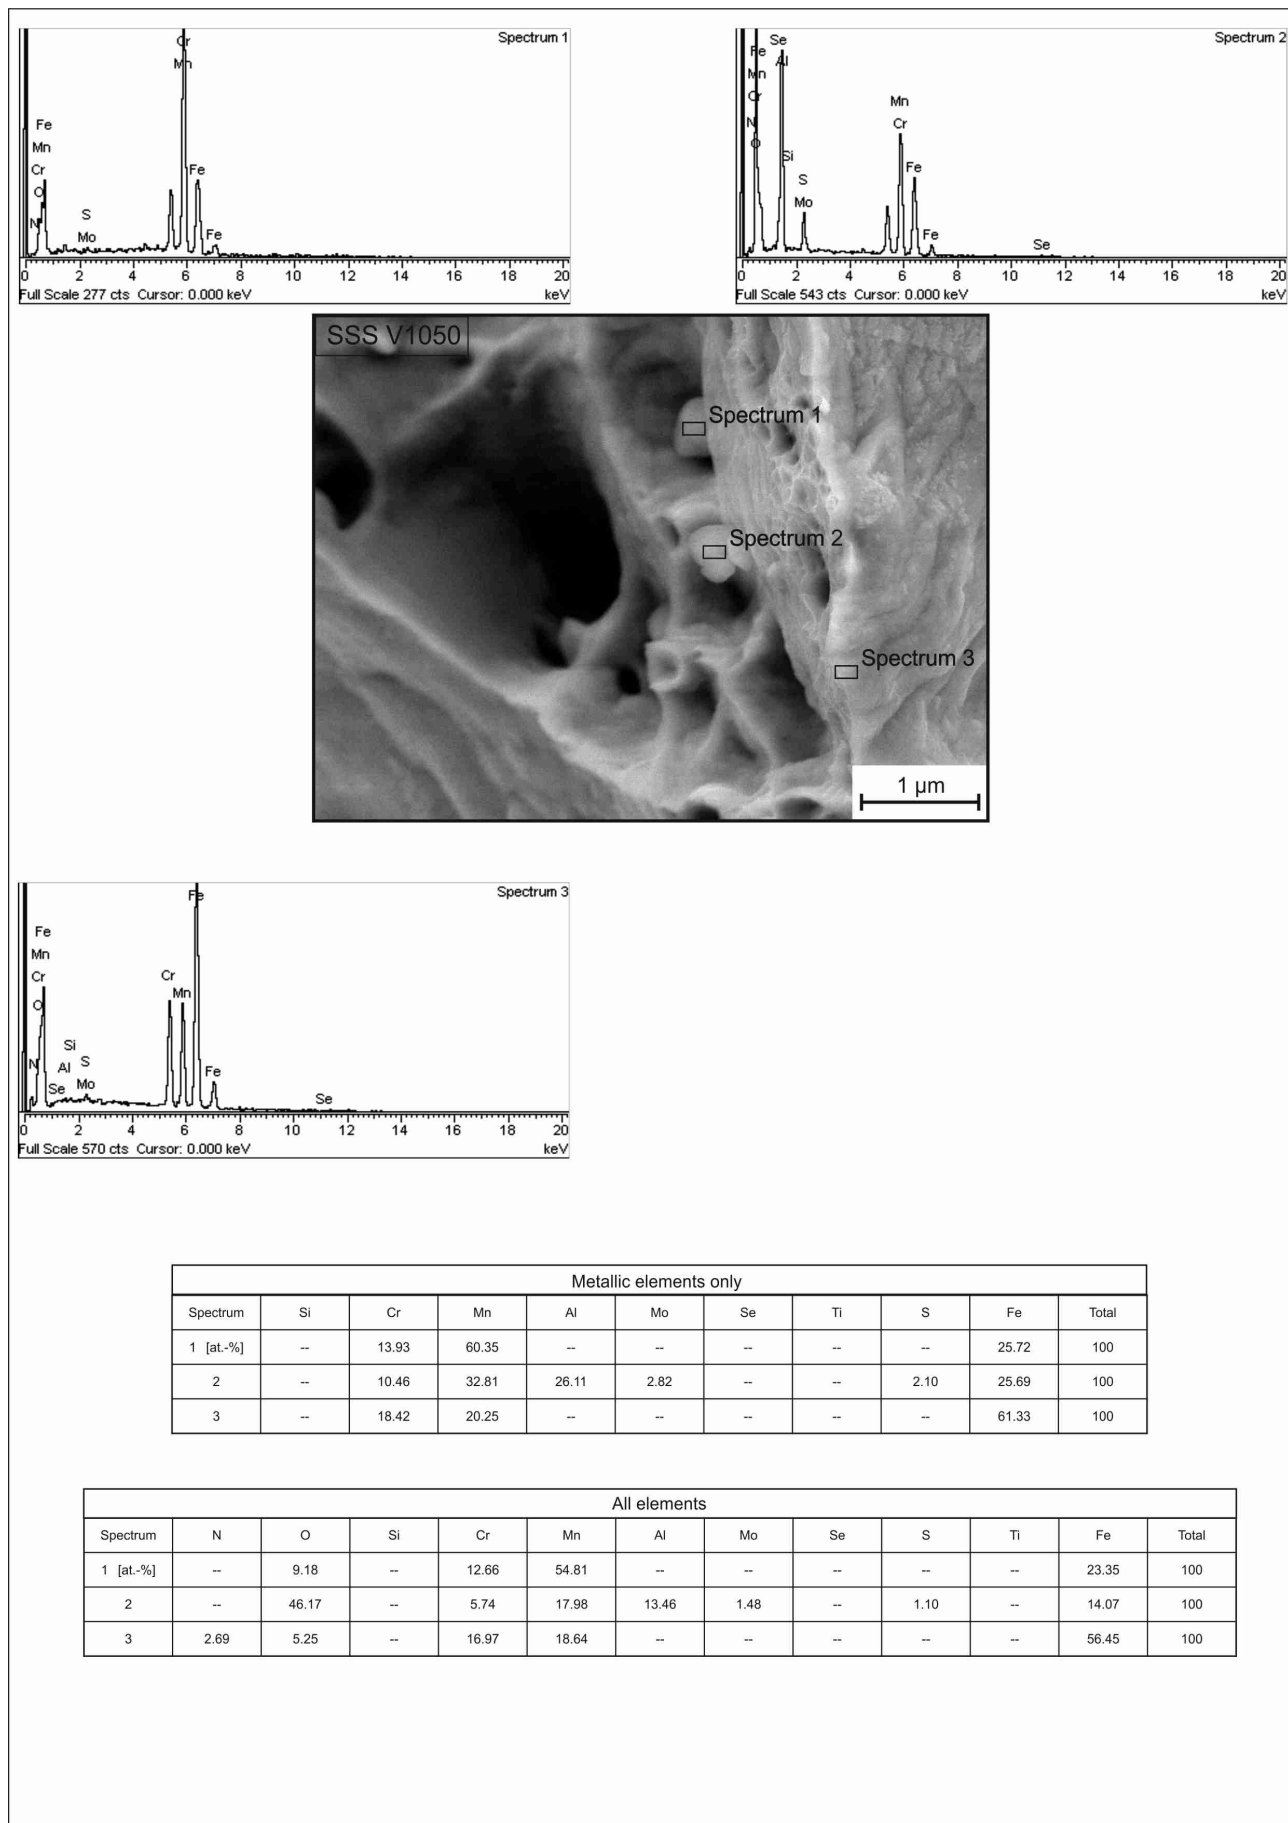 Spectrum 1
Cr
Mn
Fe
Mn
Cr
O
N
S
Mo
Fe
Fe
0 2 4 6 8 10 12 14 16 18 20
Full Scale 277 cts Cursor: 0.000 keV keV
Spectrum 2
Se
Fe
Al
Mn
Cr
N
O
Si
S
Mo
Mn
Cr
Fe
Fe
Se
0 2 4 6 8 10 12 14 16 18 20
Full Scale 543 cts Cursor: 0.000 keV keV
SSS V1050
Spectrum 1
Spectrum 2
Spectrum 3
1 µm
Spectrum 3
Fe
Fe
Mn
Cr
O
N
Si
Al
Se
S
Mo
Cr
Mn
Fe
Se
0 2 4 6 8 10 12 14 16 18 20
Full Scale 570 cts Cursor: 0.000 keV keV
Metallic elements only
Spectrum Si Cr Mn Al Mo Se Ti S Fe Total
1 [at.-%] -- 13.93 60.35 -- -- -- -- -- 25.72 100
2 -- 10.46 32.81 26.11 2.82 -- -- 2.10 25.69 100
3 -- 18.42 20.25 -- -- -- -- -- 61.33 100
All elements
Spectrum N O Si Cr Mn Al Mo Se S Ti Fe Total
1 [at.-%] -- 9.18 -- 12.66 54.81 -- -- -- -- -- 23.35 100
2 -- 46.17 -- 5.74 17.98 13.46 1.48 -- 1.10 -- 14.07 100
3 2.69 5.25 -- 16.97 18.64 -- -- -- -- -- 56.45 100